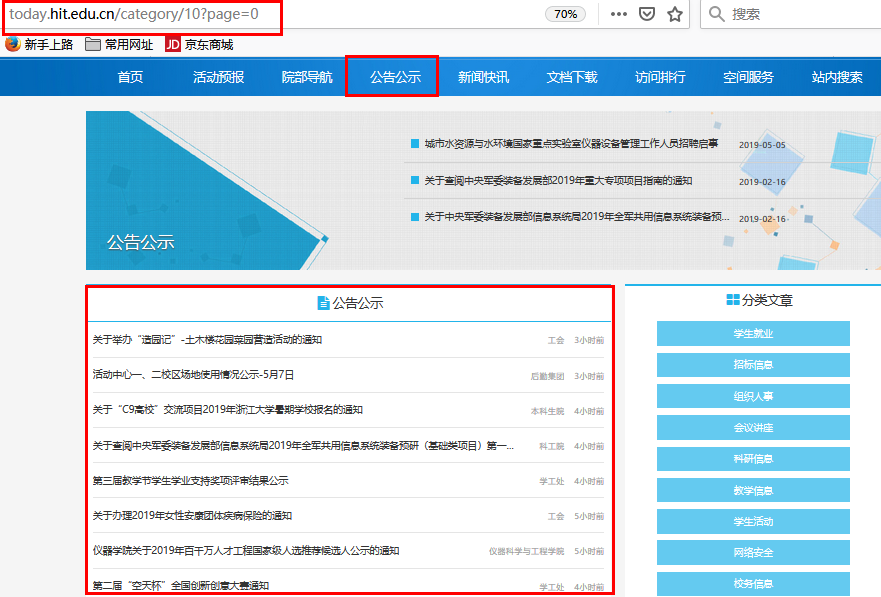 today.hit.edu.cn/category/10?page=0
70%
搜索
新手上路 常用网址 JD 京东商城
首页 活动预报 院部导航 公告公示 新闻快讯 文档下载 访问排行 空间服务 站内搜索
城市水资源与水环境国家重点实验室仪器设备管理工作人员招聘启事 2019-05-05
关于查阅中央军委装备发展部2019年重大专项项目指南的通知 2019-02-16
关于中央军委装备发展部信息系统局2019年全军共用信息系统装备预... 2019-02-16
公告公示
公告公示
关于举办“造园记”-土木楼花园菜园营造活动的通知 工会 3小时前
活动中心一、二校区场地使用情况公示-5月7日 后勤集团 3小时前
关于“C9高校”交流项目2019年浙江大学暑期学校报名的通知 本科生院 4小时前
关于查阅中央军委装备发展部信息系统局2019年全军共用信息系统装备预研（基础类项目）第一... 科工院 4小时前
第三届教学节学生学业支持奖项评审结果公示 学工处 4小时前
关于办理2019年女性安康团体疾病保险的通知 工会 5小时前
仪器学院关于2019年百千万人才工程国家级人选推荐候选人公示的通知 仪器科学与工程学院 5小时前
第二届“空天杯”全国创新创意大赛通知 学工处 4小时前
分类文章
学生就业
招标信息
组织人事
会议讲座
科研信息
教学信息
学生活动
网络安全
校务信息